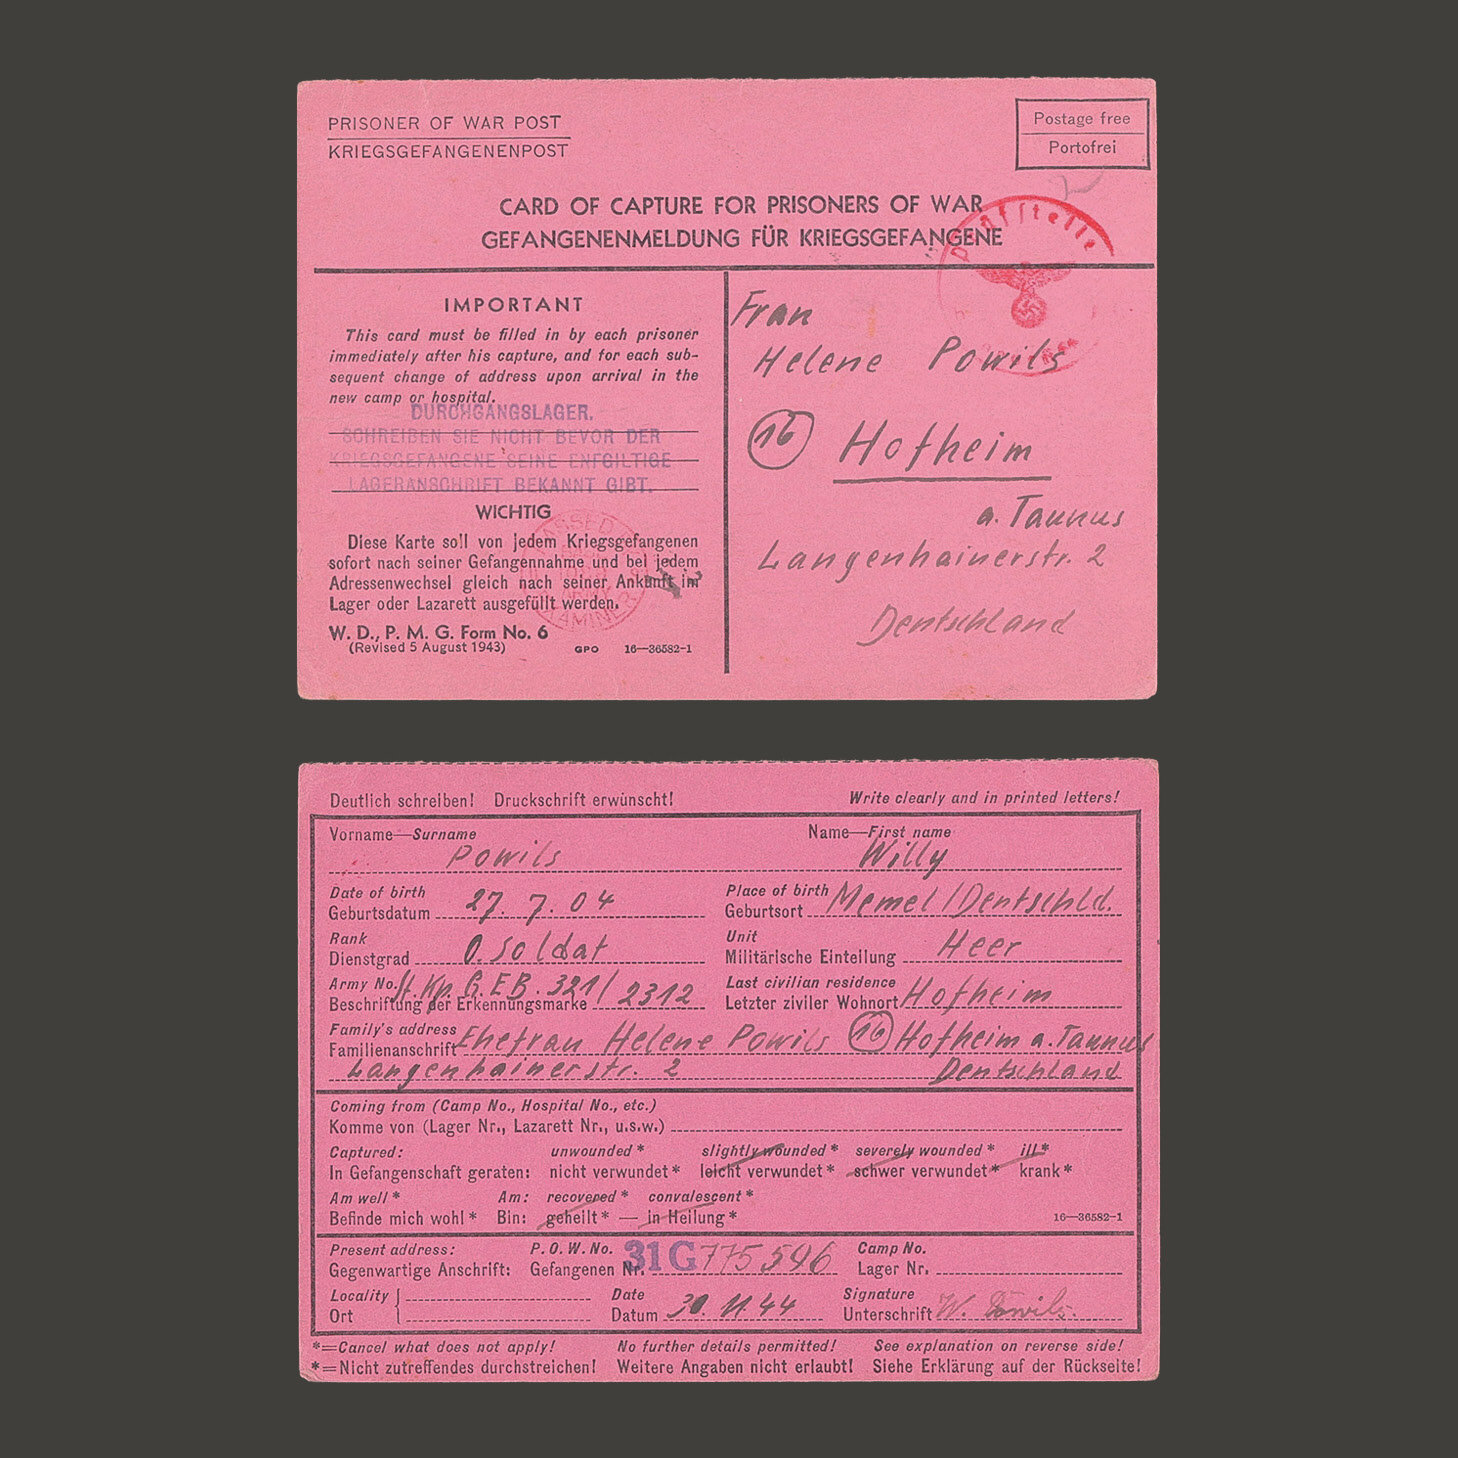 PRISONER OF WAR POST
KRIEGSGEFANGENENPOST
Postage free
Portofrei
CARD OF CAPTURE FOR PRISONERS OF WAR
GEFANGENENMELDUNG FÜR KRIEGSGEFANGENE
Prüfstelle
IMPORTANT
This card must be filled in by each prisoner
immediately after his capture, and for each sub-
sequent change of address upon arrival in the
new camp or hospital.
DURCHGANGSLAGER.
SCHREIBEN SIE NICHT BEVOR DER
KRIEGSGEFANGENE SEINE ENFGILTIGE
LAGERANSCHRIFT BEKANNT GIBT.
WICHTIG
Diese Karte soll von jedem Kriegsgefangenen
sofort nach seiner Gefangennahme und bei jedem
Adressenwechsel gleich nach seiner Ankunft im
Lager oder Lazarett ausgefüllt werden.
PASSED
ARMY
EXAMINER
W. D., P. M. G. Form No. 6
(Revised 5 August 1943)
GPO 16—36582-1
Frau
Helene Powils
16 Hofheim
a. Taunus
Langenhainerstr. 2
Deutschland
Deutlich schreiben! Druckschrift erwünscht! Write clearly and in printed letters!
Vorname—Surname Name—First name
Powils Willy
Date of birth Place of birth
Geburtsdatum 27. 7. 04 Geburtsort Memel/Deutschld.
Rank Unit
Dienstgrad O.Soldat Militärische Einteilung Heer
Army No. Last civilian residence
Beschriftung der Erkennungsmarke Kp. G.EB. 321/2312 Letzter ziviler Wohnort Hofheim
Family's address
Familienanschrift Ehefrau Helene Powils 16 Hofheim a. Taunus
Langenhainerstr. 2 Deutschland
Coming from (Camp No., Hospital No., etc.)
Komme von (Lager Nr., Lazarett Nr., u.s.w.)
Captured: unwounded* slightly wounded* severely wounded* ill*
In Gefangenschaft geraten: nicht verwundet* leicht verwundet* schwer verwundet* krank*
Am well* Am: recovered* convalescent*
Befinde mich wohl* Bin: geheilt* — in Heilung* 16—36582-1
Present address: P.O.W. No. Camp No.
Gegenwartige Anschrift: Gefangenen Nr. 31G775596 Lager Nr.
Locality Date Signature
Ort Datum 30. 11. 44 Unterschrift W. Powils.
*=Cancel what does not apply! No further details permitted! See explanation on reverse side!
*=Nicht zutreffendes durchstreichen! Weitere Angaben nicht erlaubt! Siehe Erklärung auf der Rückseite!